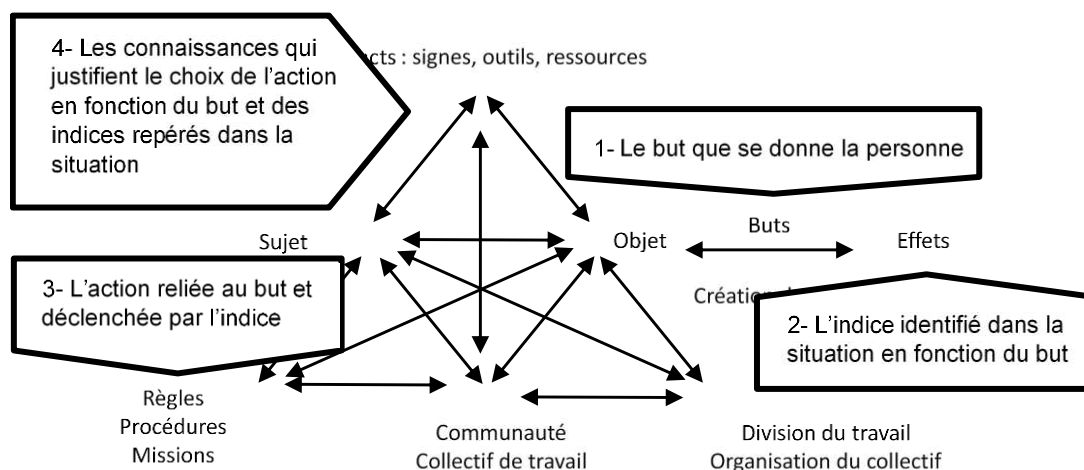 4- Les connaissances qui
justifient le choix de l'action
en fonction du but et des
indices repérés dans la
situation
: signes, outils, ressources
1- Le but que se donne la personne
Sujet
Objet
Buts
Effets
3- L'action reliée au but et
déclenchée par l'indice
2- L'indice identifié dans la
situation en fonction du but
Règles
Procédures
Missions
Communauté
Collectif de travail
Division du travail
Organisation du collectif